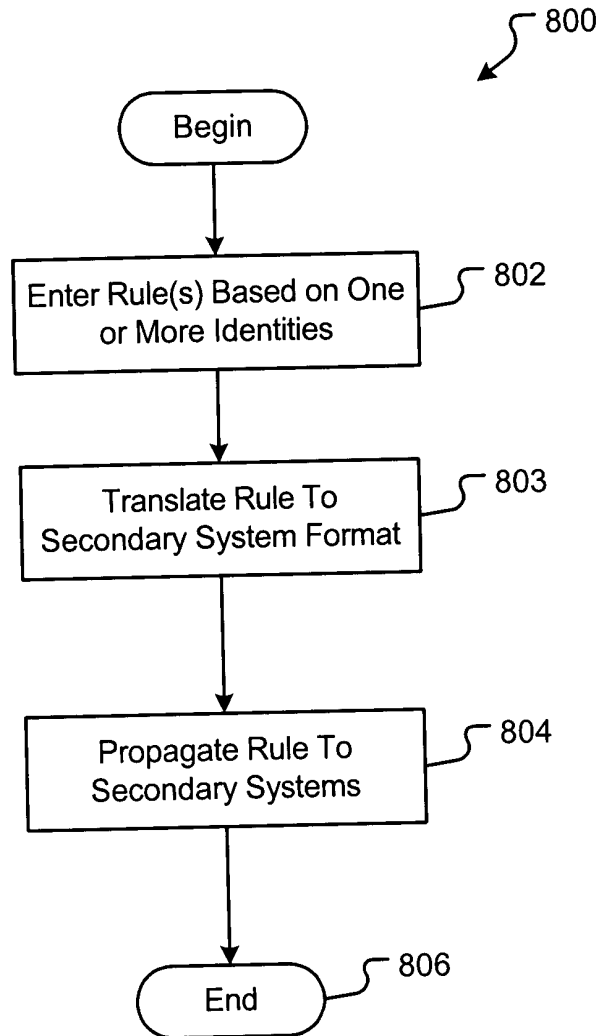 800
Begin
Enter Rule(s) Based on One
or More Identities
802
Translate Rule To
Secondary System Format
803
Propagate Rule To
Secondary Systems
804
End
806